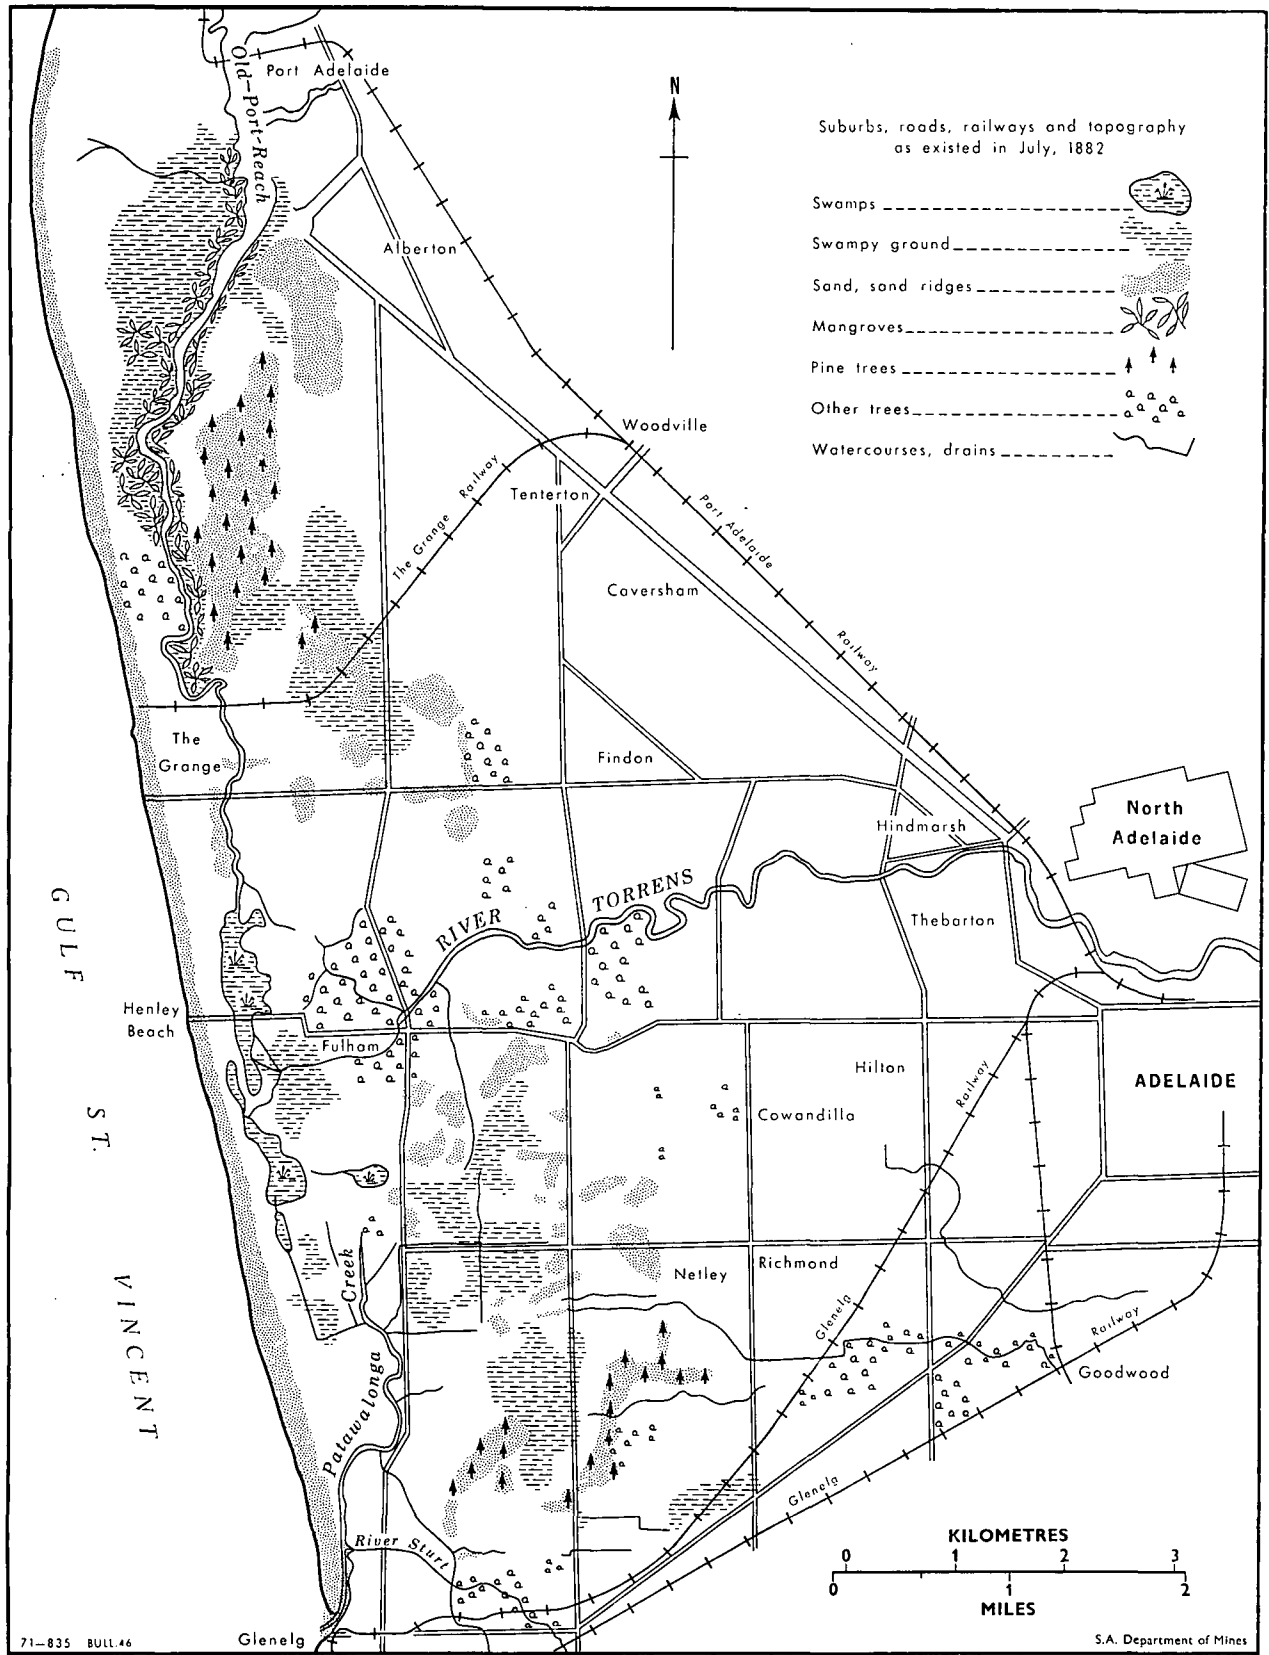 Port Adelaide
Old-Port-Reach
N
Suburbs, roads, railways and topography
as existed in July, 1882
Swamps
Swampy ground
Sand, sand ridges
Mangroves
Pine trees
Other trees
Watercourses, drains
Alberton
Woodville
The Grange Railway
Tenterton
Port Adelaide Railway
Caversham
The
Grange
Findon
Hindmarsh
North
Adelaide
RIVER TORRENS
Thebarton
GULF ST. VINCENT
Henley
Beach
Fulham
Hilton
Railway
ADELAIDE
Cowandilla
Creek
Richmond
Netley
Glenelg
Railway
Goodwood
Patawalonga
Glenelg
River Sturt
KILOMETRES
0 1 2 3
0 1 2
MILES
Glenelg
71-835 BULL.46
S.A. Department of Mines